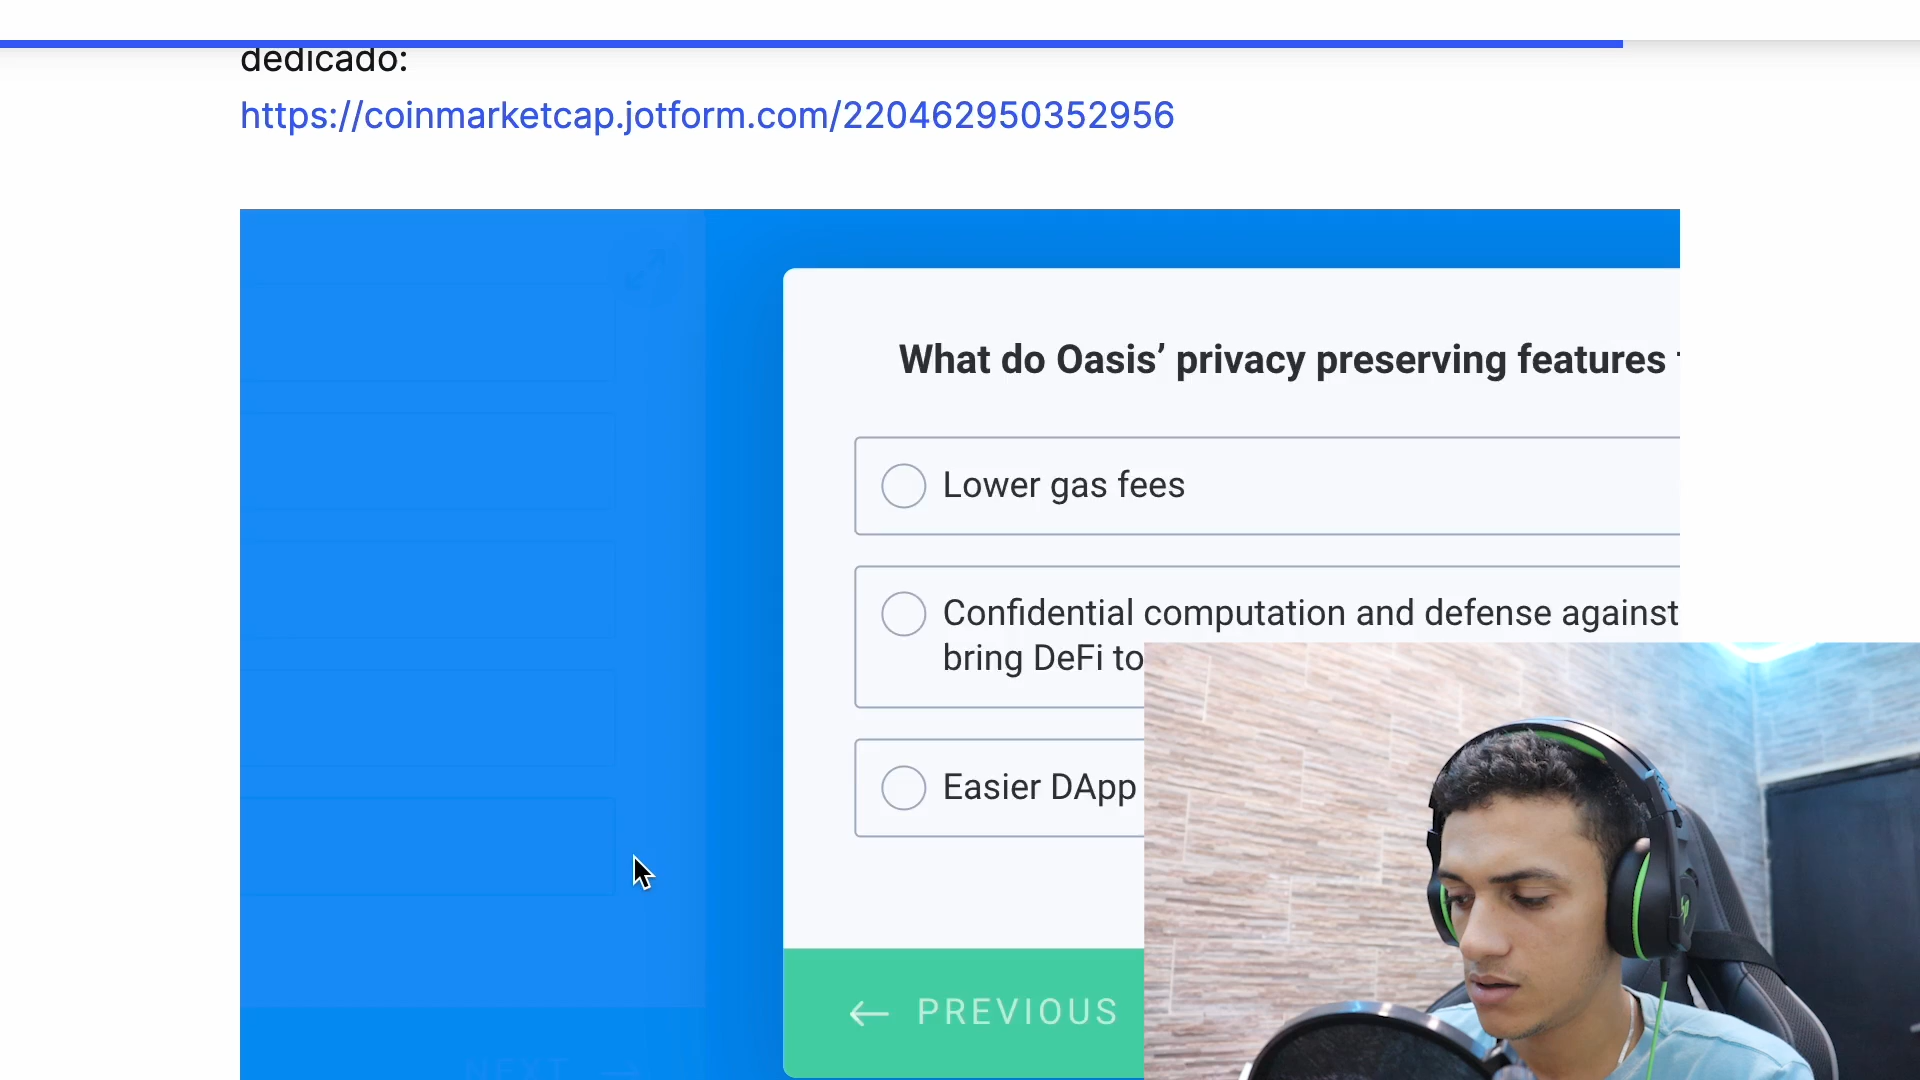 dedicado:
https://coinmarketcap.jotform.com/220462950352956
What do Oasis’ privacy preserving features
Lower gas fees
Confidential computation and defense against
bring DeFi to
Easier DApp
← PREVIOUS
NEXT →